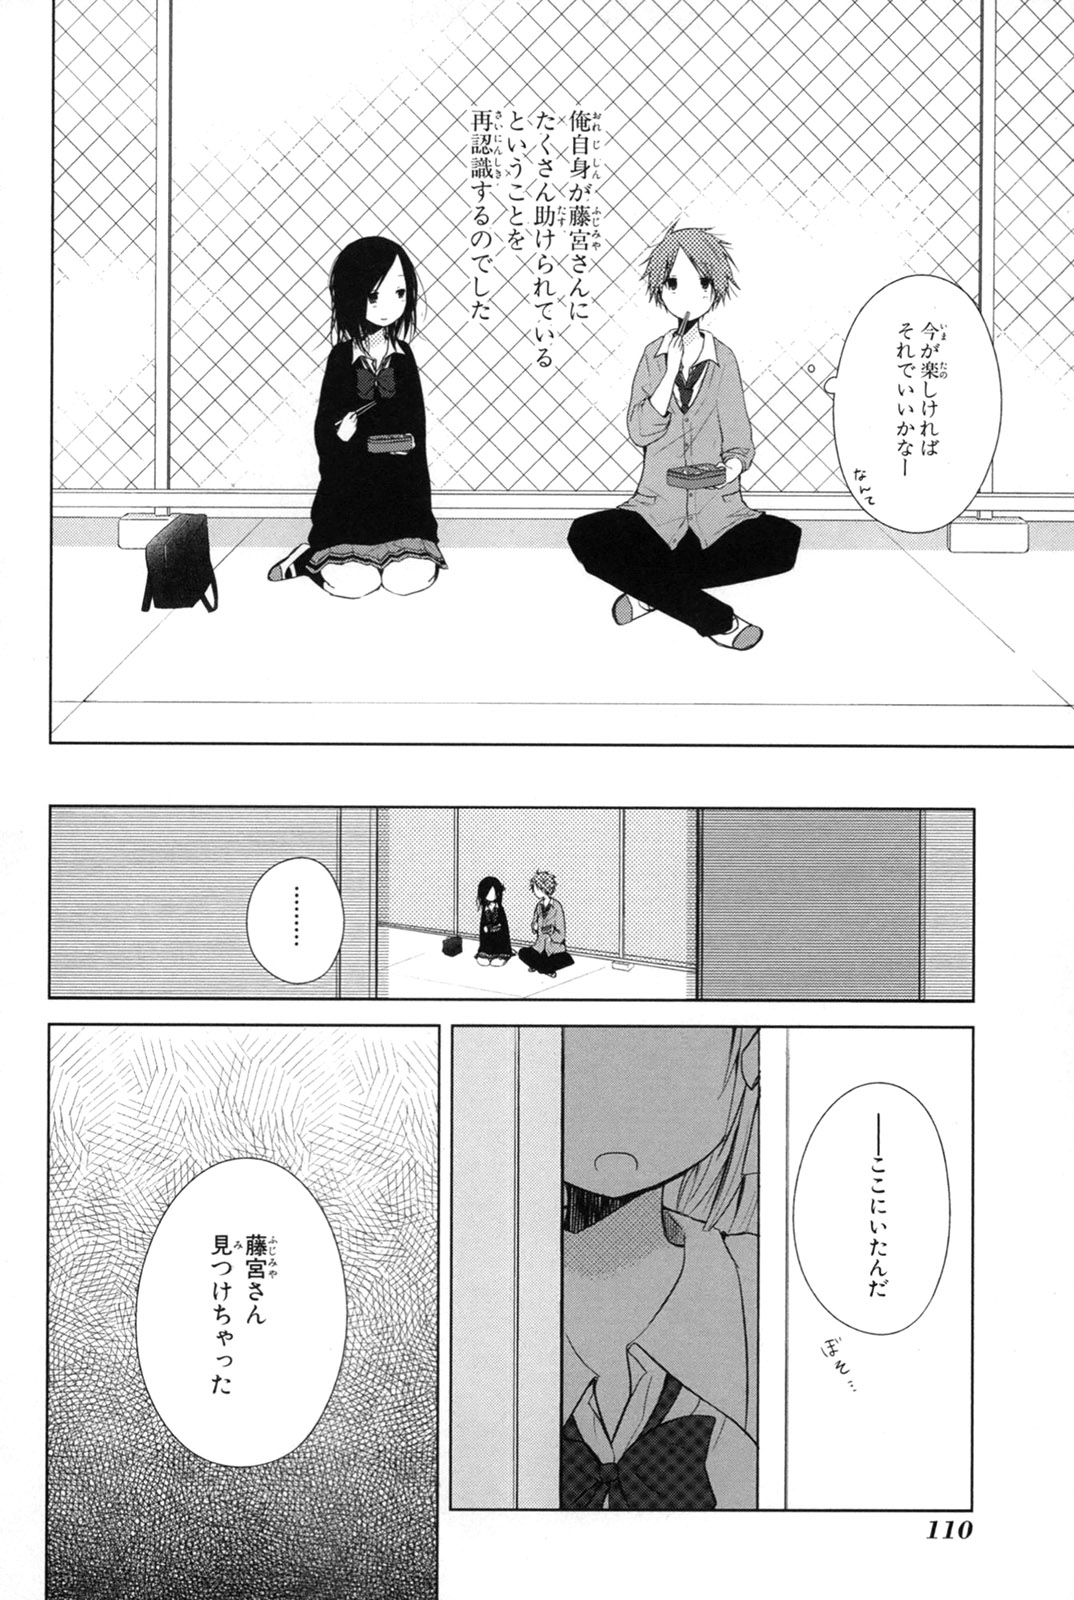 今が楽しければ
それでいいかなー
なんて
俺自身が藤宮さんに
たくさん助けられている
ということを
再認識するのでした
………
――ここにいたんだ
ぼそ…
藤宮さん
見つけちゃった
110